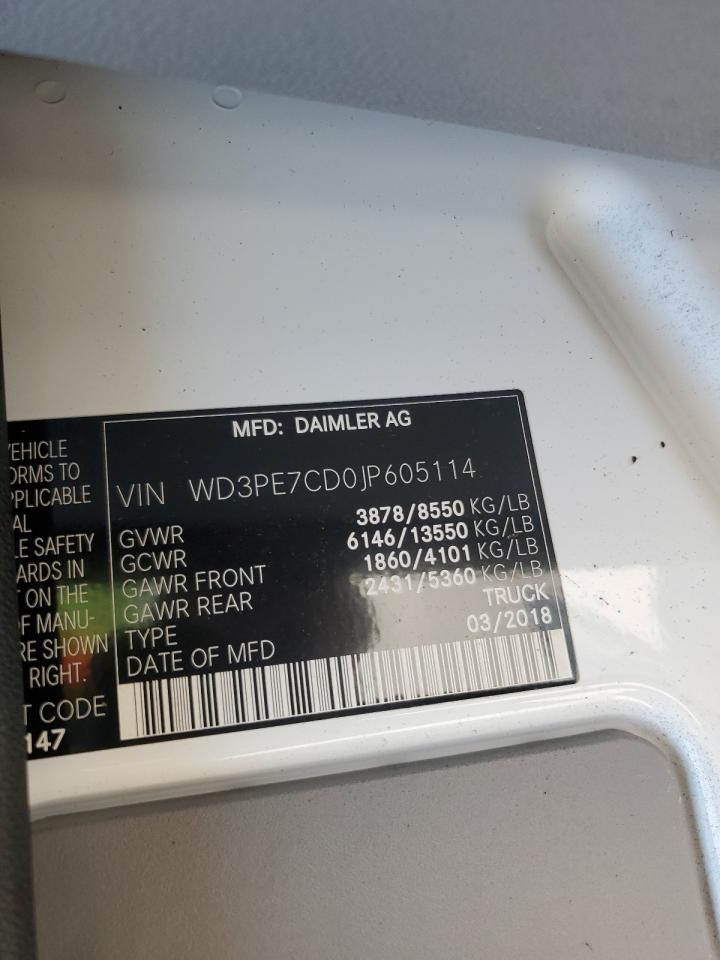 VEHICLE
ORMS TO
PPLICABLE
AL
E SAFETY
ARDS IN
ON THE
F MANU-
RE SHOWN
RIGHT.
T CODE
147
MFD: DAIMLER AG
VIN WD3PE7CD0JP605114
GVWR 3878/8550 KG/LB
GCWR 6146/13550 KG/LB
GAWR FRONT 1860/4101 KG/LB
GAWR REAR 2431/5360 KG/LB
TYPE TRUCK
DATE OF MFD 03/2018